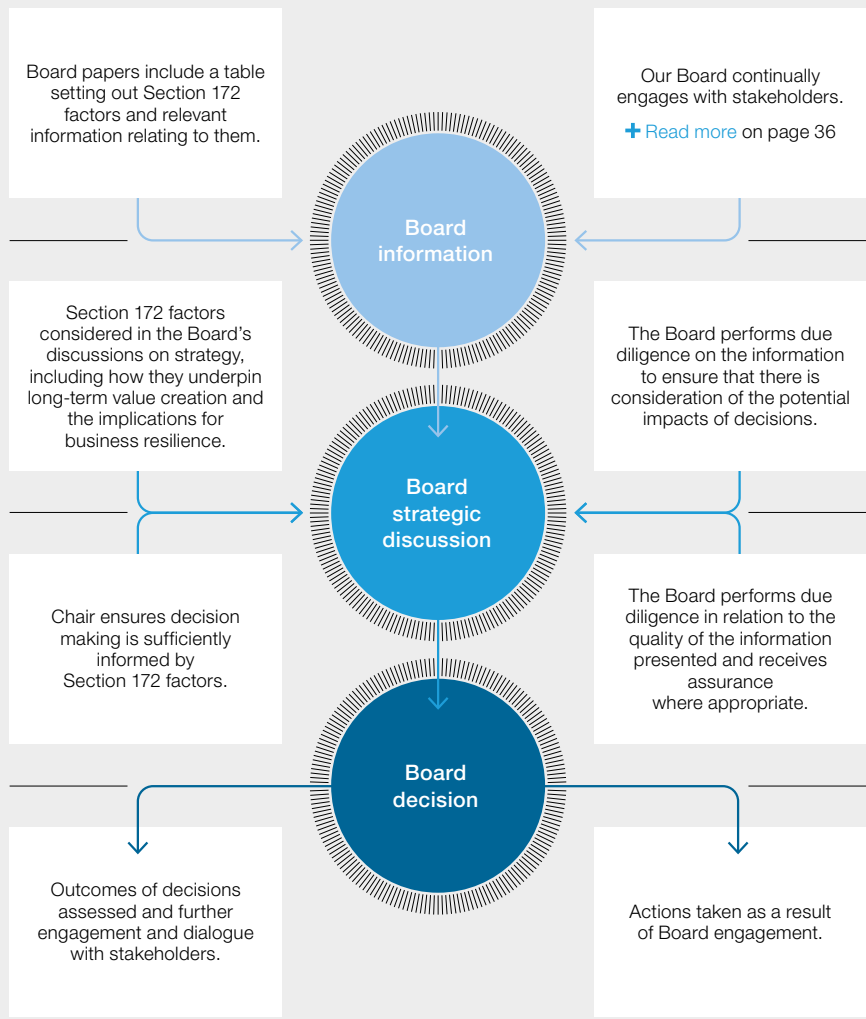 Board papers include a table
setting out Section 172
factors and relevant
information relating to them.
Our Board continually
engages with stakeholders.
+ Read more on page 36
Board
information
Section 172 factors
considered in the Board’s
discussions on strategy,
including how they underpin
long-term value creation and
the implications for
business resilience.
The Board performs due
diligence on the information
to ensure that there is
consideration of the potential
impacts of decisions.
Board
strategic
discussion
Chair ensures decision
making is sufficiently
informed by
Section 172 factors.
The Board performs due
diligence in relation to the
quality of the information
presented and receives
assurance
where appropriate.
Board
decision
Outcomes of decisions
assessed and further
engagement and dialogue
with stakeholders.
Actions taken as a result
of Board engagement.